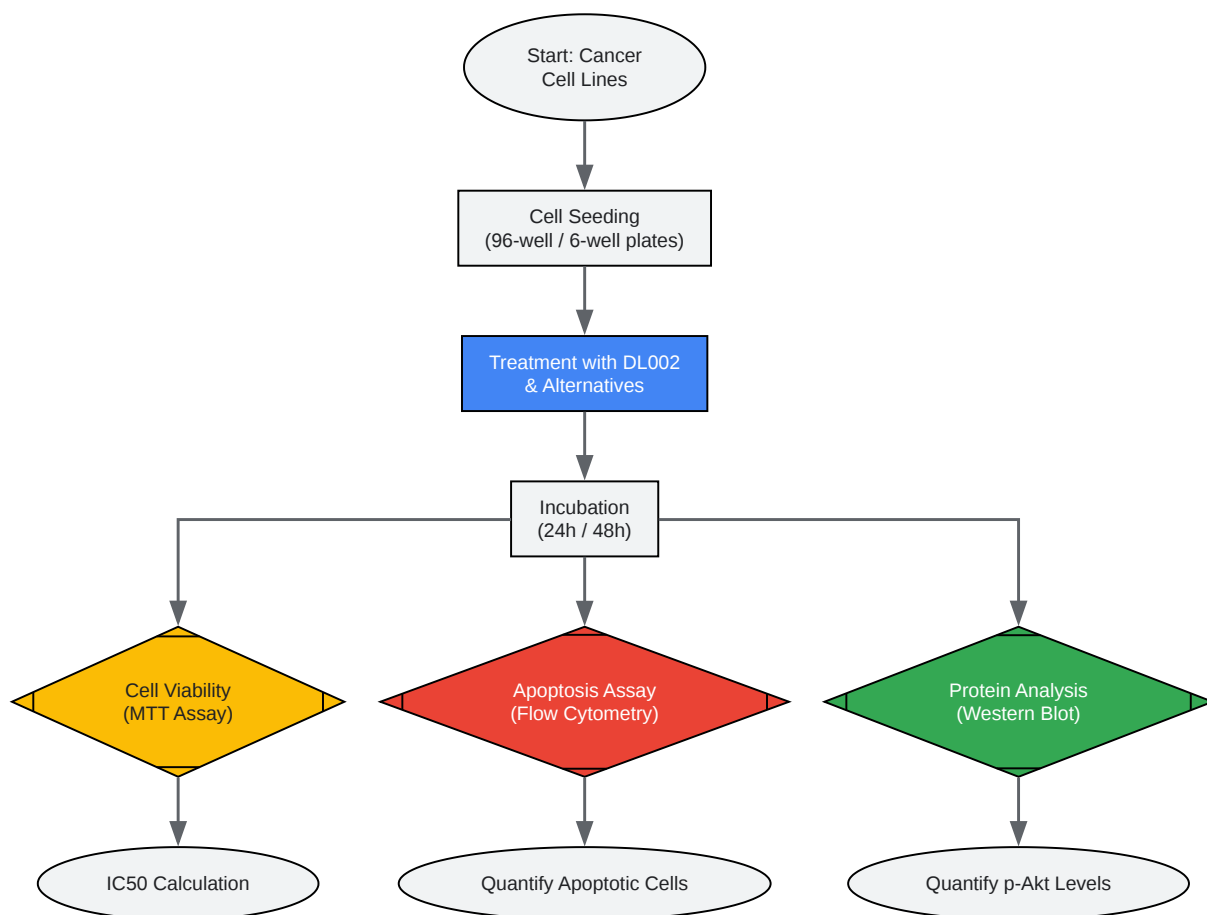 Start: Cancer
Cell Lines
Cell Seeding
(96-well / 6-well plates)
Treatment with DL002
& Alternatives
Incubation
(24h / 48h)
Cell Viability
(MTT Assay)
Apoptosis Assay
(Flow Cytometry)
Protein Analysis
(Western Blot)
IC50 Calculation
Quantify Apoptotic Cells
Quantify p-Akt Levels